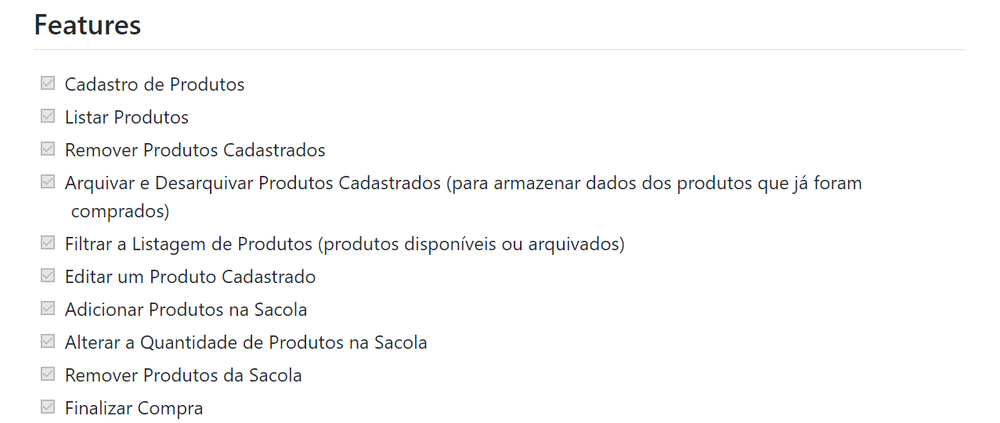 Features
Cadastro de Produtos
Listar Produtos
Remover Produtos Cadastrados
Arquivar e Desarquivar Produtos Cadastrados (para armazenar dados dos produtos que já foram
comprados)
Filtrar a Listagem de Produtos (produtos disponíveis ou arquivados)
Editar um Produto Cadastrado
Adicionar Produtos na Sacola
Alterar a Quantidade de Produtos na Sacola
Remover Produtos da Sacola
Finalizar Compra